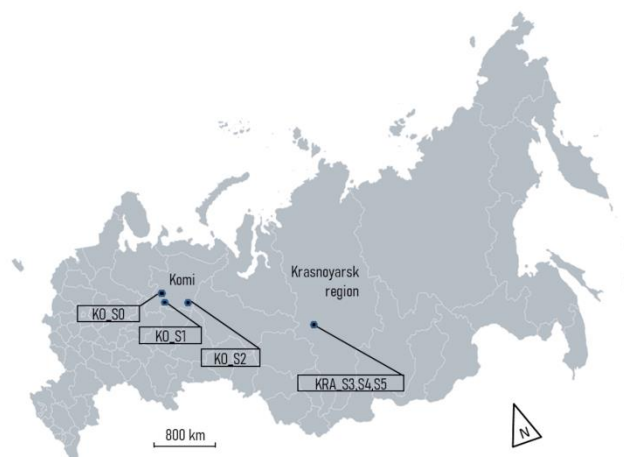 Komi
Krasnoyarsk
region
KO_S0
KO_S1
KO_S2
KRA_S3,S4,S5
800 km
N